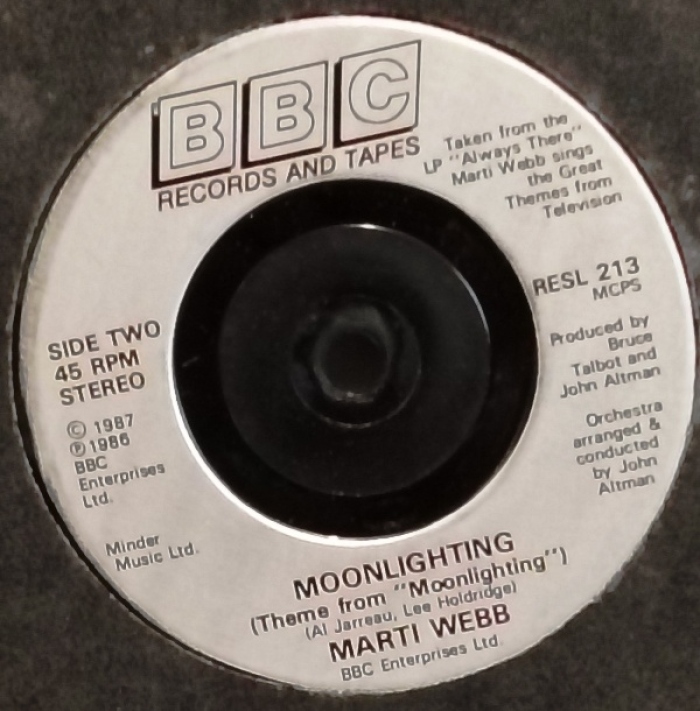 BBC
RECORDS AND TAPES
Taken from the
LP "Always There"
Marti Webb sings
the Great
Themes from
Television
RESL 213
MCPS
SIDE TWO
45 RPM
STEREO
Produced by
Bruce
Talbot and
John Altman
© 1987
℗ 1986
BBC
Enterprises
Ltd.
Orchestra
arranged &
conducted
by John
Altman
Minder
Music Ltd.
MOONLIGHTING
(Theme from "Moonlighting")
(Al Jarreau, Lee Holdridge)
MARTI WEBB
BBC Enterprises Ltd.